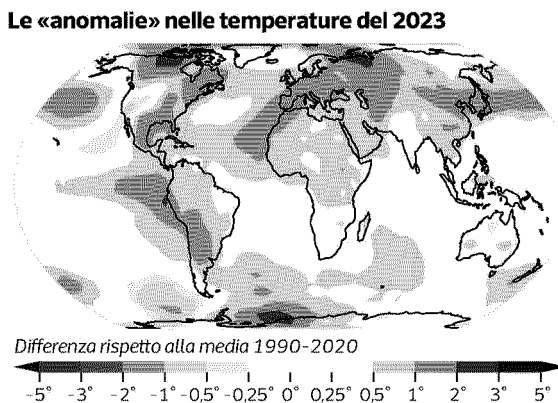 Le «anomalie» nelle temperature del 2023
Differenza rispetto alla media 1990-2020
-5° -3° -2° -1° -0,5° -0,25° 0° 0,25° 0,5° 1° 2° 3° 5°